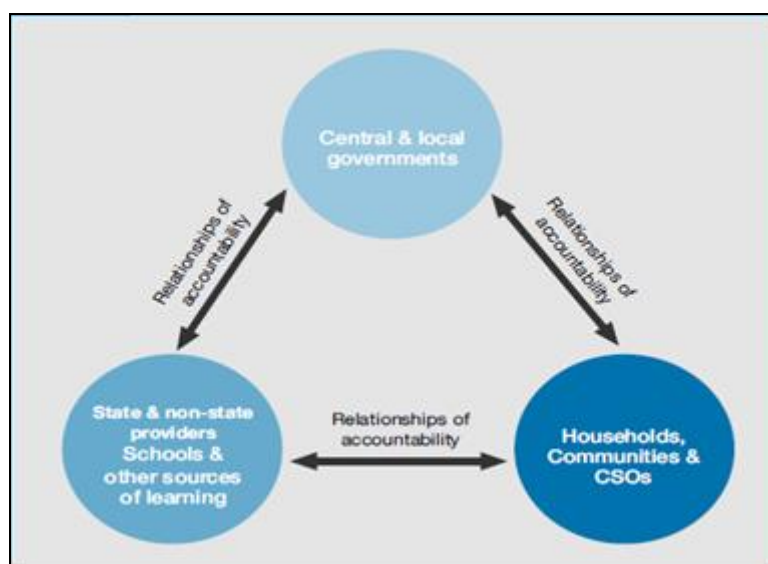 Central & local
governments
Relationships of
accountability
Relationships of
accountability
State & non-state
providers
Schools &
other sources
of learning
Relationships of
accountability
Households,
Communities &
CSOs